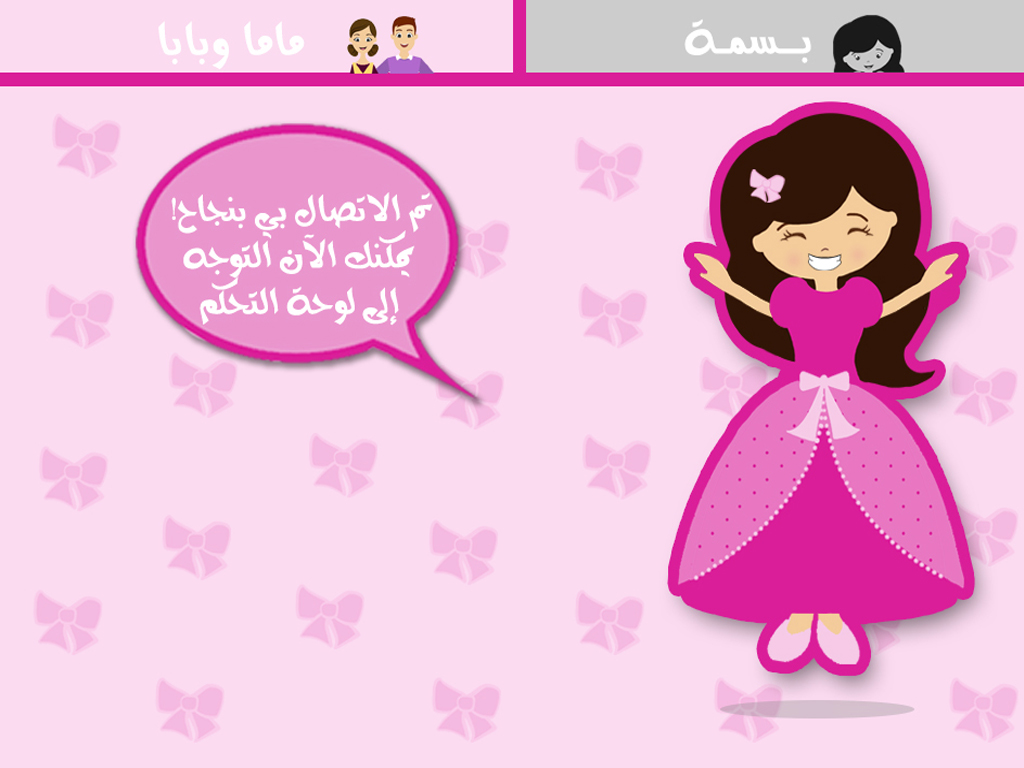 بسمة
ماما وبابا
تم الاتصال بي بنجاح!
يمكنك الآن التوجه
إلى لوحة التحكم